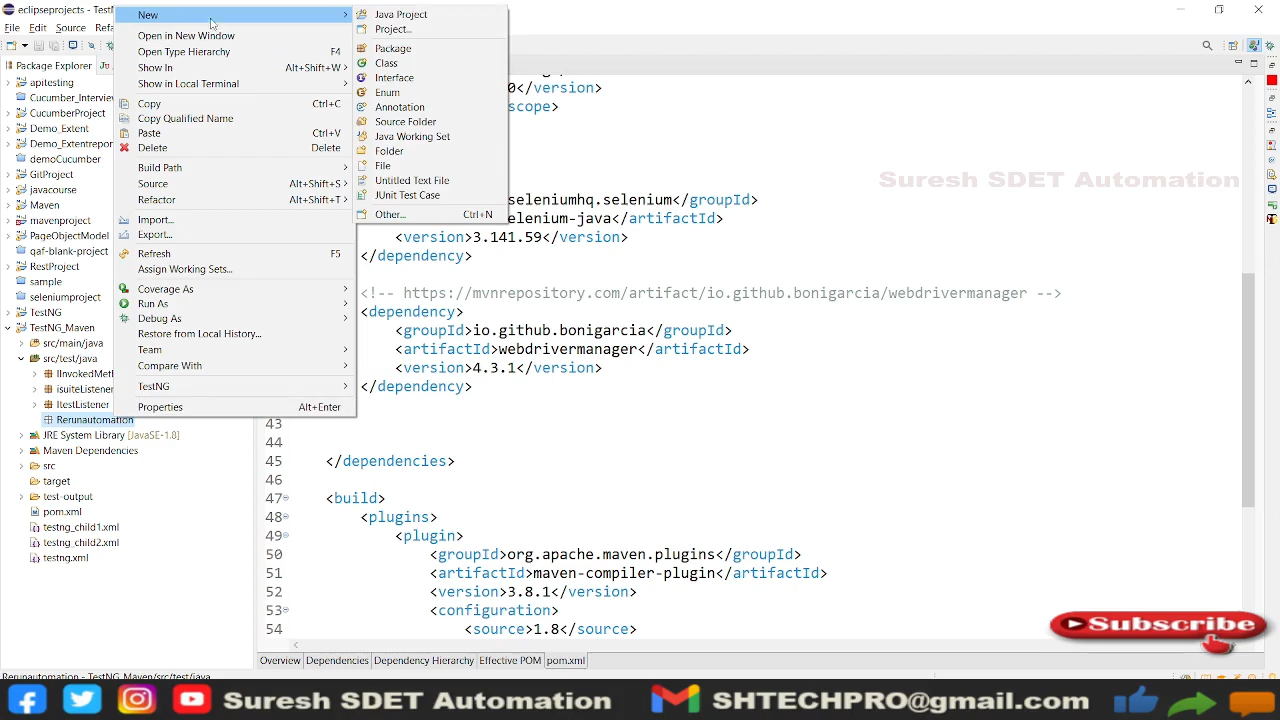 eclipseprojects - TestN
File Edit Source Refa
Package Explorer Ju
apitesting
Cucumber_Interview
CucumberProject
Demo_Extent
Demo_Extentrepor
demoCucumber
GitProject
javacourse
Maven
mavenproject
PageObjectModel
qaf-blank-project
RestProject
sample
seleniumproject
TestNG
TestNG_Maven
src/main/java
src/test/java
IInvokedMeth
isuiteListener
ItestListener
Rerunautomation
JRE System Library [JavaSE-1.8]
Maven Dependencies
src
target
test-output
pom.xml
testng_child1.xml
testng_child2.xml
testng.xml
New
Open in New Window
Open Type Hierarchy F4
Show In Alt+Shift+W
Show in Local Terminal
Copy Ctrl+C
Copy Qualified Name
Paste Ctrl+V
Delete Delete
Build Path
Source Alt+Shift+S
Refactor Alt+Shift+T
Import...
Export...
Refresh F5
Assign Working Sets...
Coverage As
Run As
Debug As
Restore from Local History...
Team
Compare With
TestNG
Properties Alt+Enter
Java Project
Project...
Package
Class
Interface
Enum
Annotation
Source Folder
Java Working Set
Folder
File
Untitled Text File
JUnit Test Case
Other... Ctrl+N
0</version>
scope>
Suresh SDET Automation
seleniumhq.selenium</groupId>
elenium-java</artifactId>
<version>3.141.59</version>
</dependency>
<!-- https://mvnrepository.com/artifact/io.github.bonigarcia/webdrivermanager -->
<dependency>
<groupId>io.github.bonigarcia</groupId>
<artifactId>webdrivermanager</artifactId>
<version>4.3.1</version>
</dependency>
43
44
45 </dependencies>
46
47 <build>
48 <plugins>
49 <plugin>
50 <groupId>org.apache.maven.plugins</groupId>
51 <artifactId>maven-compiler-plugin</artifactId>
52 <version>3.8.1</version>
53 <configuration>
54 <source>1.8</source>
Subscribe
Overview Dependencies Dependency Hierarchy Effective POM pom.xml
Rerunautomation - TestNG_Maven/src/test/java
Suresh SDET Automation SHTECHPRO@gmail.com